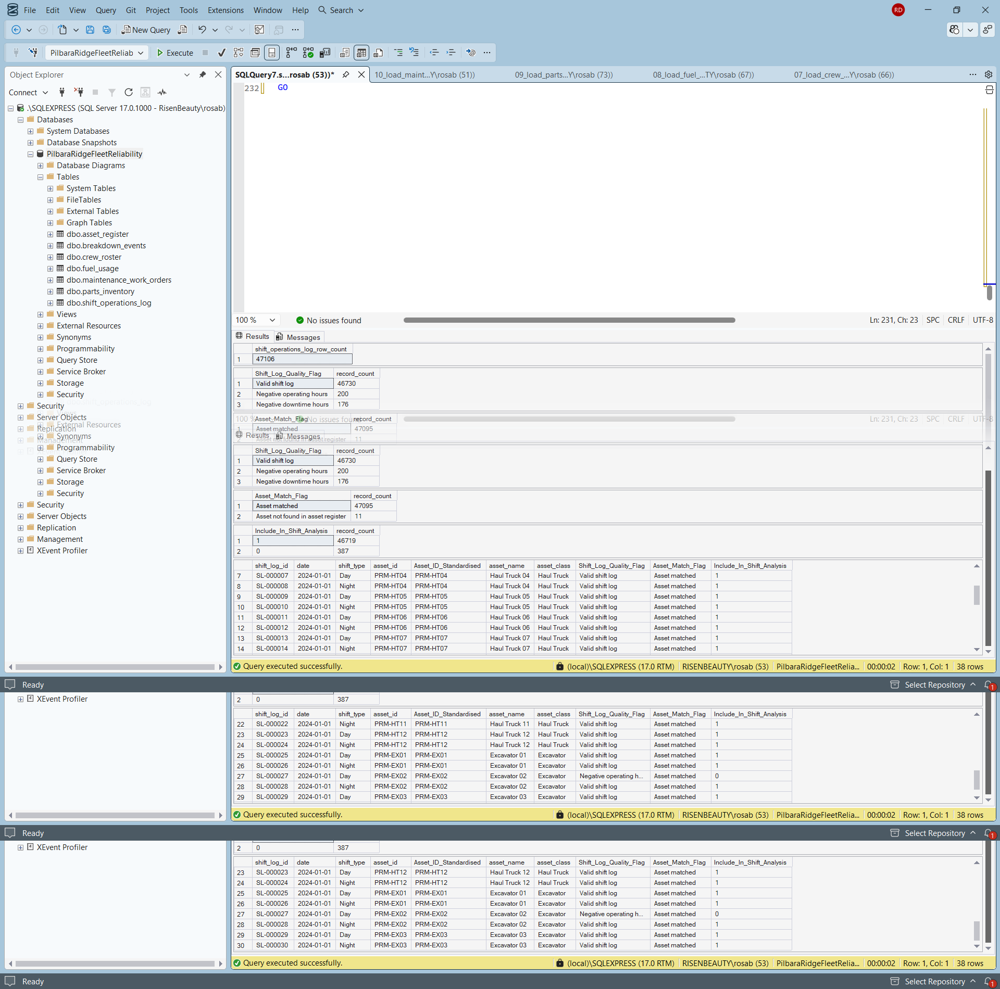 File Edit View Query Git Project Tools Extensions Window Help Search RD
New Query
PilbaraRidgeFleetReliab Execute
Object Explorer
Connect
.\SQLEXPRESS (SQL Server 17.0.1000 - RisenBeauty\rosab)
Databases
System Databases
Database Snapshots
PilbaraRidgeFleetReliability
Database Diagrams
Tables
System Tables
FileTables
External Tables
Graph Tables
dbo.asset_register
dbo.breakdown_events
dbo.crew_roster
dbo.fuel_usage
dbo.maintenance_work_orders
dbo.parts_inventory
dbo.shift_operations_log
Views
External Resources
Synonyms
Programmability
Query Store
Service Broker
Storage
Security
dbo.shift_operations_log
Security
Views
Server Objects
External Resources
Replication
Synonyms
Management
Programmability
Query Store
Service Broker
Storage
Security
Security
Server Objects
Replication
Management
XEvent Profiler
SQLQuery7.s...rosab (53))* 10_load_maint...Y\rosab (51)) 09_load_parts...Y\rosab (73)) 08_load_fuel_...TY\rosab (67)) 07_load_crew_...Y\rosab (66))
232 GO
100 % No issues found Ln: 231, Ch: 23 SPC CRLF UTF-8
Results Messages
shift_operations_log_row_count
1 47106
Shift_Log_Quality_Flag record_count
1 Valid shift log 46730
2 Negative operating hours 200
3 Negative downtime hours 176
Asset_Match_Flag record_count
100 % No issues found Ln: 231, Ch: 23 SPC CRLF UTF-8
1 Asset matched 47095
Results Messages
2 Asset not found in asset register 11
Shift_Log_Quality_Flag record_count
1 Valid shift log 46730
2 Negative operating hours 200
3 Negative downtime hours 176
Asset_Match_Flag record_count
1 Asset matched 47095
2 Asset not found in asset register 11
Include_In_Shift_Analysis record_count
1 1 46719
2 0 387
shift_log_id date shift_type asset_id Asset_ID_Standardised asset_name asset_class Shift_Log_Quality_Flag Asset_Match_Flag Include_In_Shift_Analysis
7 SL-000007 2024-01-01 Day PRM-HT04 PRM-HT04 Haul Truck 04 Haul Truck Valid shift log Asset matched 1
8 SL-000008 2024-01-01 Night PRM-HT04 PRM-HT04 Haul Truck 04 Haul Truck Valid shift log Asset matched 1
9 SL-000009 2024-01-01 Day PRM-HT05 PRM-HT05 Haul Truck 05 Haul Truck Valid shift log Asset matched 1
10 SL-000010 2024-01-01 Night PRM-HT05 PRM-HT05 Haul Truck 05 Haul Truck Valid shift log Asset matched 1
11 SL-000011 2024-01-01 Day PRM-HT06 PRM-HT06 Haul Truck 06 Haul Truck Valid shift log Asset matched 1
12 SL-000012 2024-01-01 Night PRM-HT06 PRM-HT06 Haul Truck 06 Haul Truck Valid shift log Asset matched 1
13 SL-000013 2024-01-01 Day PRM-HT07 PRM-HT07 Haul Truck 07 Haul Truck Valid shift log Asset matched 1
14 SL-000014 2024-01-01 Night PRM-HT07 PRM-HT07 Haul Truck 07 Haul Truck Valid shift log Asset matched 1
Query executed successfully. (local)\SQLEXPRESS (17.0 RTM) RISENBEAUTY\rosab (53) PilbaraRidgeFleetRelia... 00:00:02 Row: 1, Col: 1 38 rows
Ready Select Repository 1
XEvent Profiler
2 0 387
shift_log_id date shift_type asset_id Asset_ID_Standardised asset_name asset_class Shift_Log_Quality_Flag Asset_Match_Flag Include_In_Shift_Analysis
22 SL-000022 2024-01-01 Night PRM-HT11 PRM-HT11 Haul Truck 11 Haul Truck Valid shift log Asset matched 1
23 SL-000023 2024-01-01 Day PRM-HT12 PRM-HT12 Haul Truck 12 Haul Truck Valid shift log Asset matched 1
24 SL-000024 2024-01-01 Night PRM-HT12 PRM-HT12 Haul Truck 12 Haul Truck Valid shift log Asset matched 1
25 SL-000025 2024-01-01 Day PRM-EX01 PRM-EX01 Excavator 01 Excavator Valid shift log Asset matched 1
26 SL-000026 2024-01-01 Night PRM-EX01 PRM-EX01 Excavator 01 Excavator Valid shift log Asset matched 1
27 SL-000027 2024-01-01 Day PRM-EX02 PRM-EX02 Excavator 02 Excavator Negative operating h... Asset matched 0
28 SL-000028 2024-01-01 Night PRM-EX02 PRM-EX02 Excavator 02 Excavator Valid shift log Asset matched 1
29 SL-000029 2024-01-01 Day PRM-EX03 PRM-EX03 Excavator 03 Excavator Valid shift log Asset matched 1
Query executed successfully. (local)\SQLEXPRESS (17.0 RTM) RISENBEAUTY\rosab (53) PilbaraRidgeFleetRelia... 00:00:02 Row: 1, Col: 1 38 rows
Ready Select Repository 1
XEvent Profiler
2 0 387
shift_log_id date shift_type asset_id Asset_ID_Standardised asset_name asset_class Shift_Log_Quality_Flag Asset_Match_Flag Include_In_Shift_Analysis
23 SL-000023 2024-01-01 Day PRM-HT12 PRM-HT12 Haul Truck 12 Haul Truck Valid shift log Asset matched 1
24 SL-000024 2024-01-01 Night PRM-HT12 PRM-HT12 Haul Truck 12 Haul Truck Valid shift log Asset matched 1
25 SL-000025 2024-01-01 Day PRM-EX01 PRM-EX01 Excavator 01 Excavator Valid shift log Asset matched 1
26 SL-000026 2024-01-01 Night PRM-EX01 PRM-EX01 Excavator 01 Excavator Valid shift log Asset matched 1
27 SL-000027 2024-01-01 Day PRM-EX02 PRM-EX02 Excavator 02 Excavator Negative operating h... Asset matched 0
28 SL-000028 2024-01-01 Night PRM-EX02 PRM-EX02 Excavator 02 Excavator Valid shift log Asset matched 1
29 SL-000029 2024-01-01 Day PRM-EX03 PRM-EX03 Excavator 03 Excavator Valid shift log Asset matched 1
30 SL-000030 2024-01-01 Night PRM-EX03 PRM-EX03 Excavator 03 Excavator Valid shift log Asset matched 1
Query executed successfully. (local)\SQLEXPRESS (17.0 RTM) RISENBEAUTY\rosab (53) PilbaraRidgeFleetRelia... 00:00:02 Row: 1, Col: 1 38 rows
Ready Select Repository 1